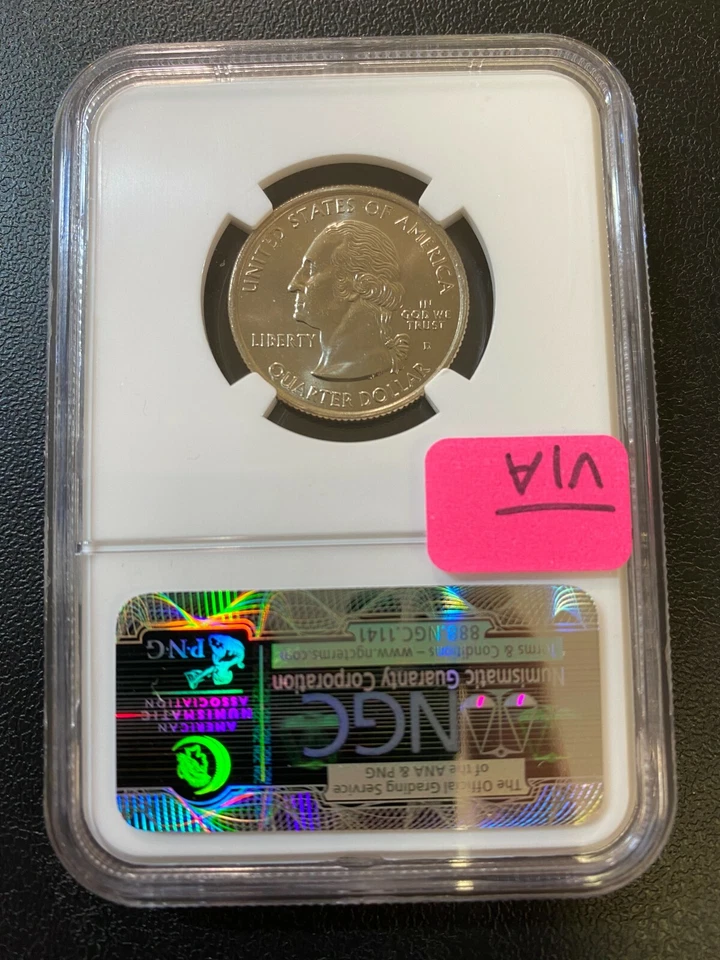 UNITED STATES OF AMERICA
LIBERTY
IN
GOD WE
TRUST
D
QUARTER DOLLAR
VIA
The Official Grading Service
of the ANA & PNG
NGC
Numismatic Guaranty Corporation
Terms & Conditions – www.ngcterms.com
888.NGC.1141
AMERICAN
NUMISMATIC
ASSOCIATION
PNG